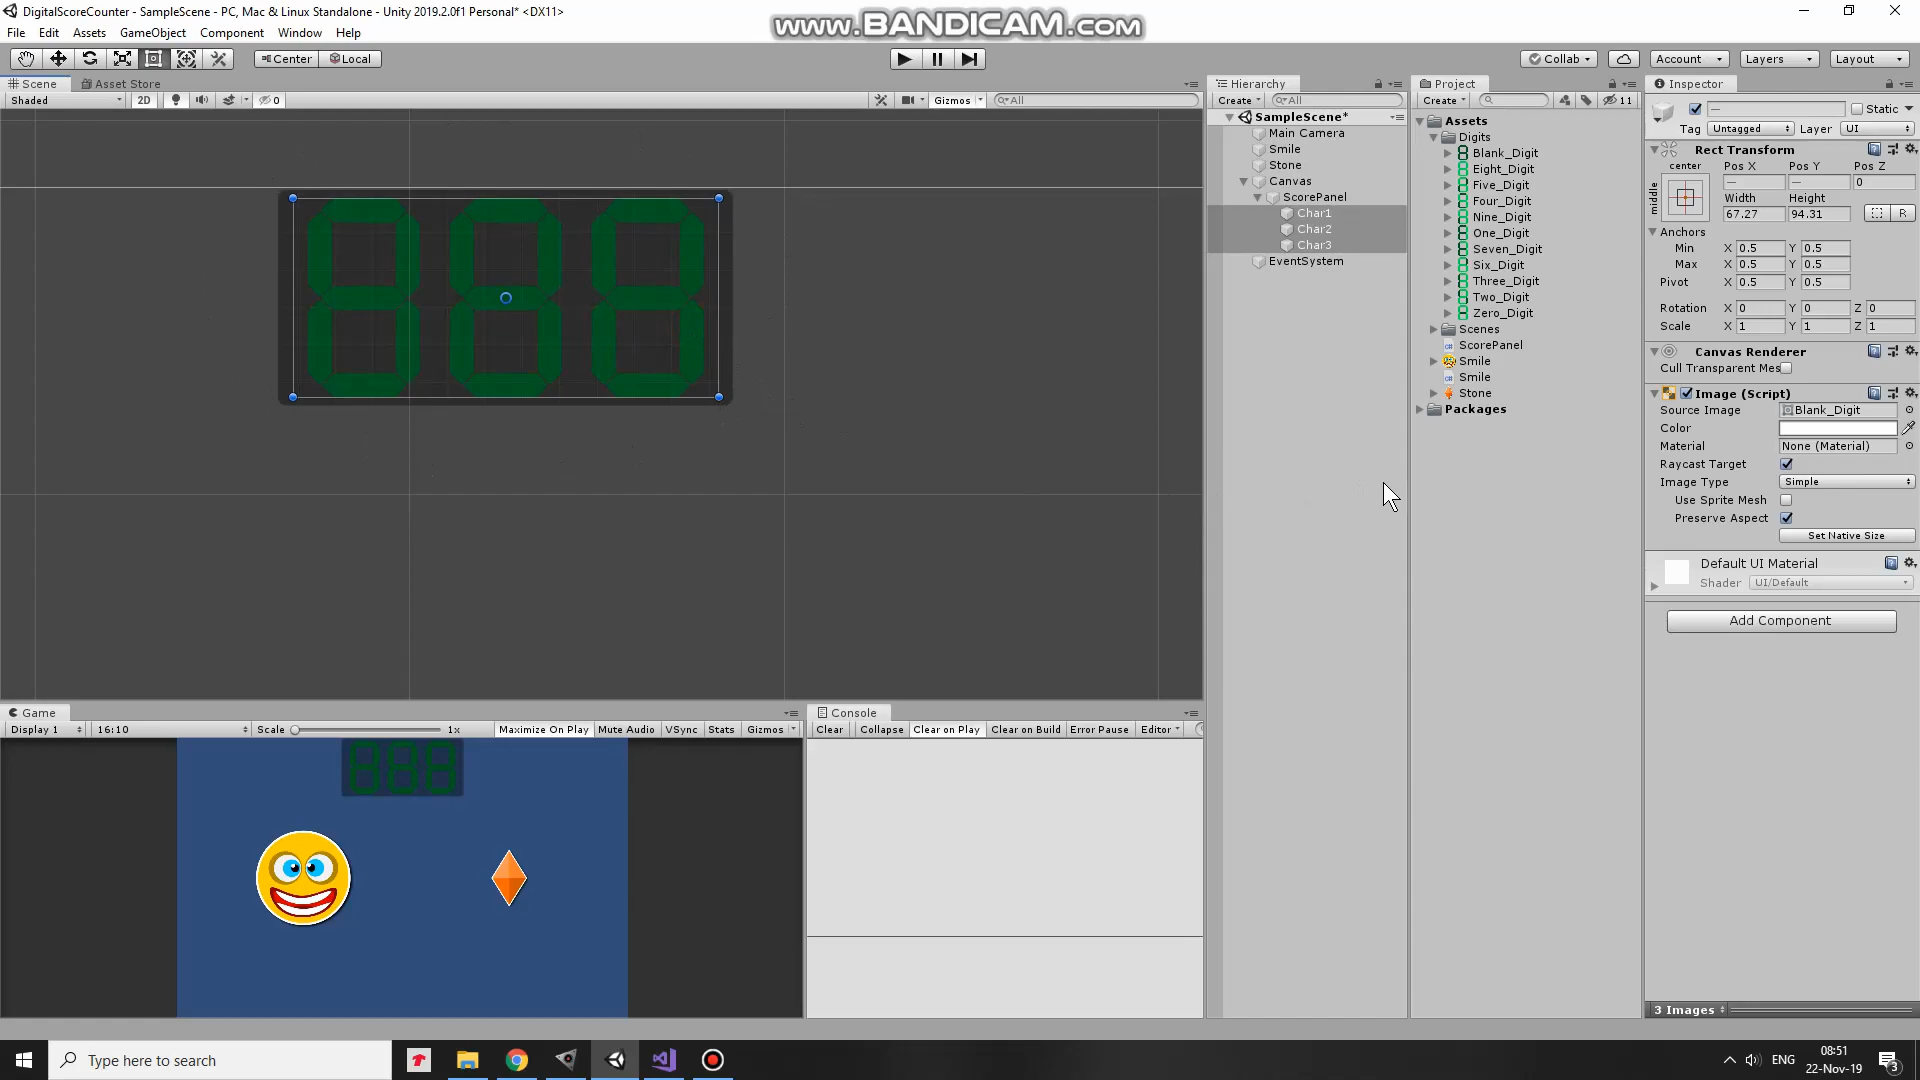 DigitalScoreCounter - SampleScene - PC, Mac & Linux Standalone - Unity 2019.2.0f1 Personal* <DX11>
www.BANDICAM.com
File Edit Assets GameObject Component Window Help
Center Local
Collab Account Layers Layout
Scene Asset Store
Shaded 2D 0 Gizmos All
Hierarchy
Create All
SampleScene*
Main Camera
Smile
Stone
Canvas
ScorePanel
Char1
Char2
Char3
EventSystem
Project
Create 11
Assets
Digits
Blank_Digit
Eight_Digit
Five_Digit
Four_Digit
Nine_Digit
One_Digit
Seven_Digit
Six_Digit
Three_Digit
Two_Digit
Zero_Digit
Scenes
ScorePanel
Smile
Smile
Stone
Packages
Inspector
— Static
Tag Untagged Layer UI
Rect Transform
center Pos X Pos Y Pos Z
middle — — 0
Width Height
67.27 94.31 R
Anchors
Min X 0.5 Y 0.5
Max X 0.5 Y 0.5
Pivot X 0.5 Y 0.5
Rotation X 0 Y 0 Z 0
Scale X 1 Y 1 Z 1
Canvas Renderer
Cull Transparent Mes
Image (Script)
Source Image Blank_Digit
Color
Material None (Material)
Raycast Target
Image Type Simple
Use Sprite Mesh
Preserve Aspect
Set Native Size
Default UI Material
Shader UI/Default
Add Component
3 Images
888
Game
Display 1 16:10 Scale 1x Maximize On Play Mute Audio VSync Stats Gizmos
888
Console
Clear Collapse Clear on Play Clear on Build Error Pause Editor
Type here to search
ENG
08:51
22-Nov-19
3